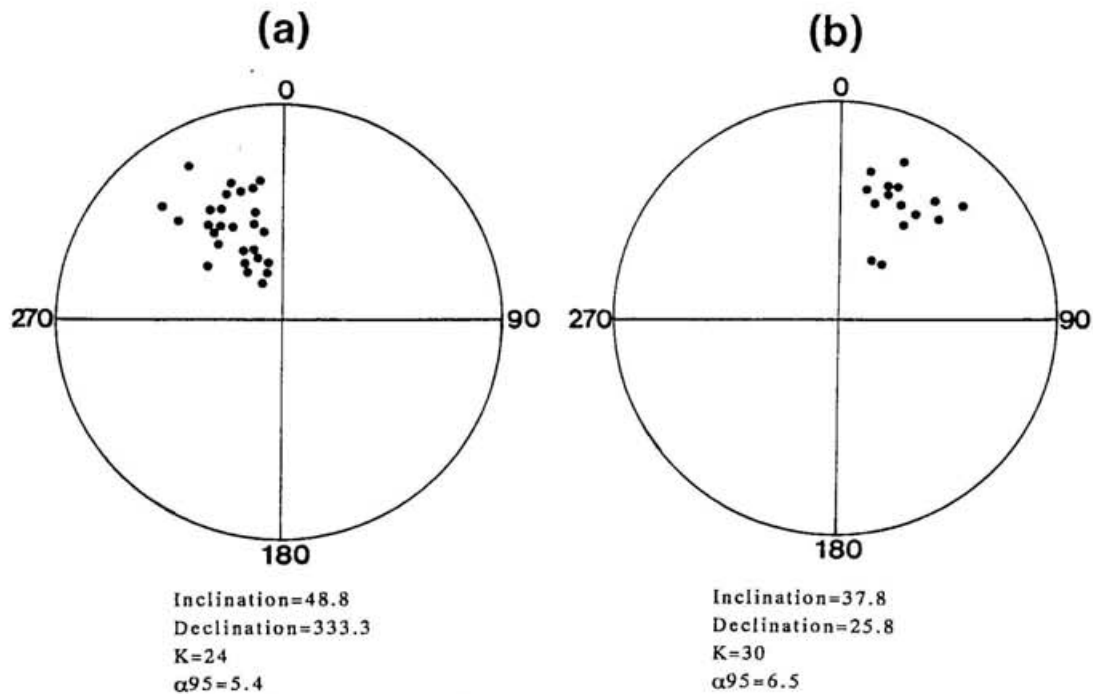 (a)
0
270
90
180
Inclination=48.8
Declination=333.3
K=24
α95=5.4
(b)
0
270
90
180
Inclination=37.8
Declination=25.8
K=30
α95=6.5